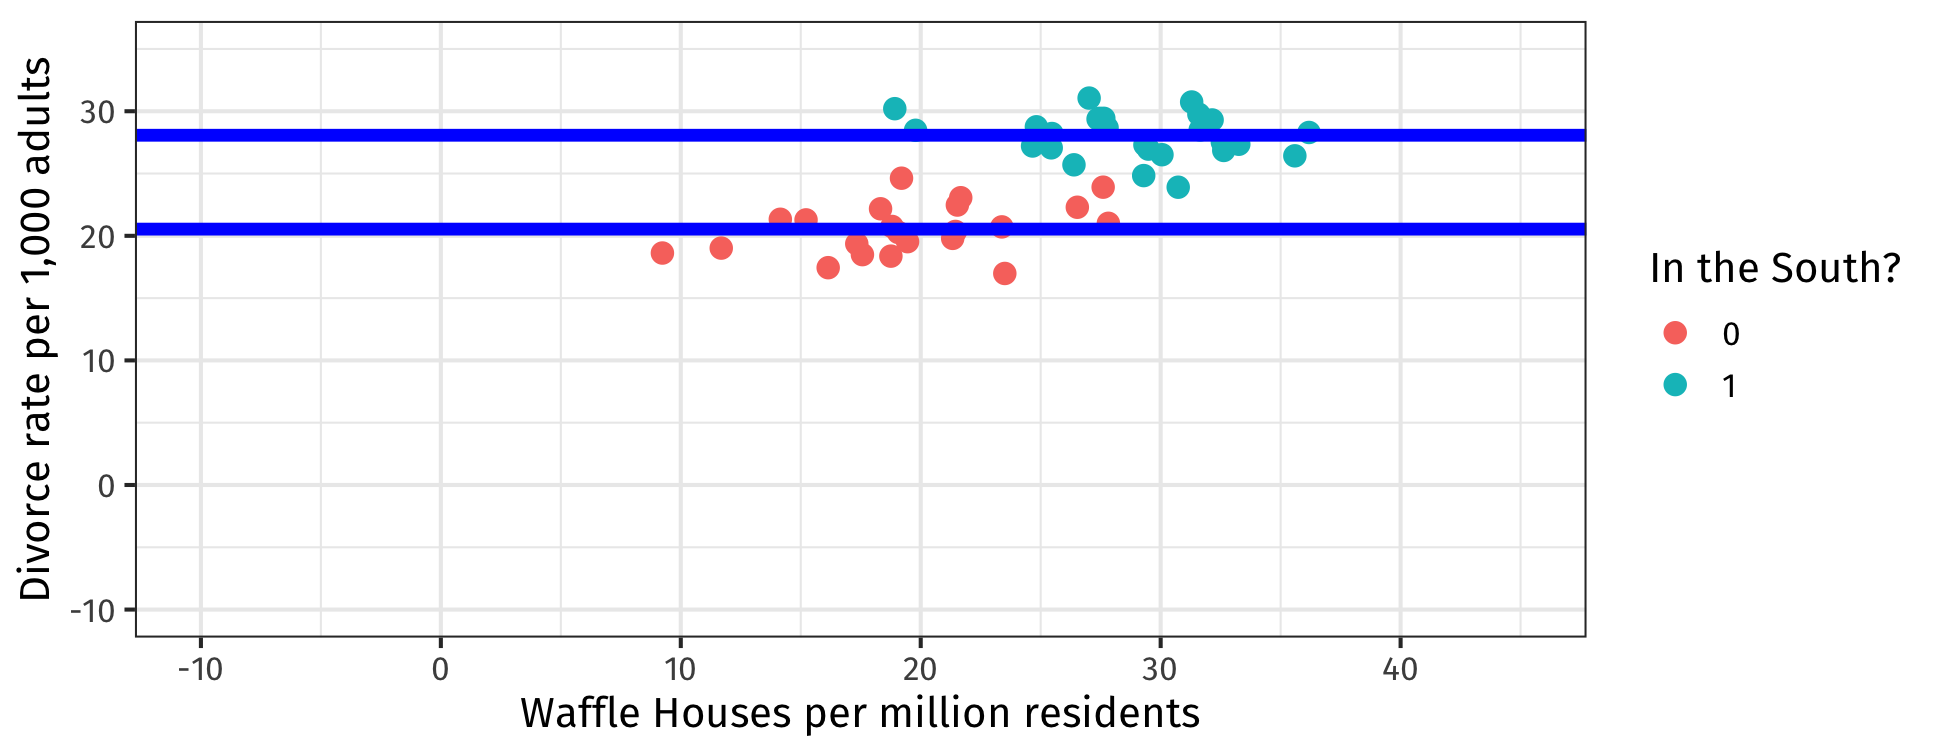 Divorce rate per 1,000 adults
30
20
10
0
-10
-10 0 10 20 30 40
Waffle Houses per million residents
In the South?
0
1